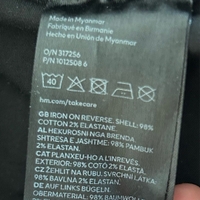 Made in Myanmar
Fabriqué en Birmanie
Hecho en Unión de Myanmar
O/N 317256
P/N 1012508 6
40
hm.com/takecare
GB IRON ON REVERSE. SHELL: 98%
COTTON 2% ELASTANE.
AL HEKUROSNI NGA BRENDA.
SHTRESA E JASHTME: 98% PAMBUK
2% ELASTAN.
CAT PLANXEU-HO A L'INREVÉS.
EXTERIOR: 98% COTÓ 2% ELASTÀ.
CZ ŽEHLIT NA RUBU. SVRCHNÍ LÁTKA:
98% BAVLNA 2% ELASTAN.
DE AUF LINKS BÜGELN.